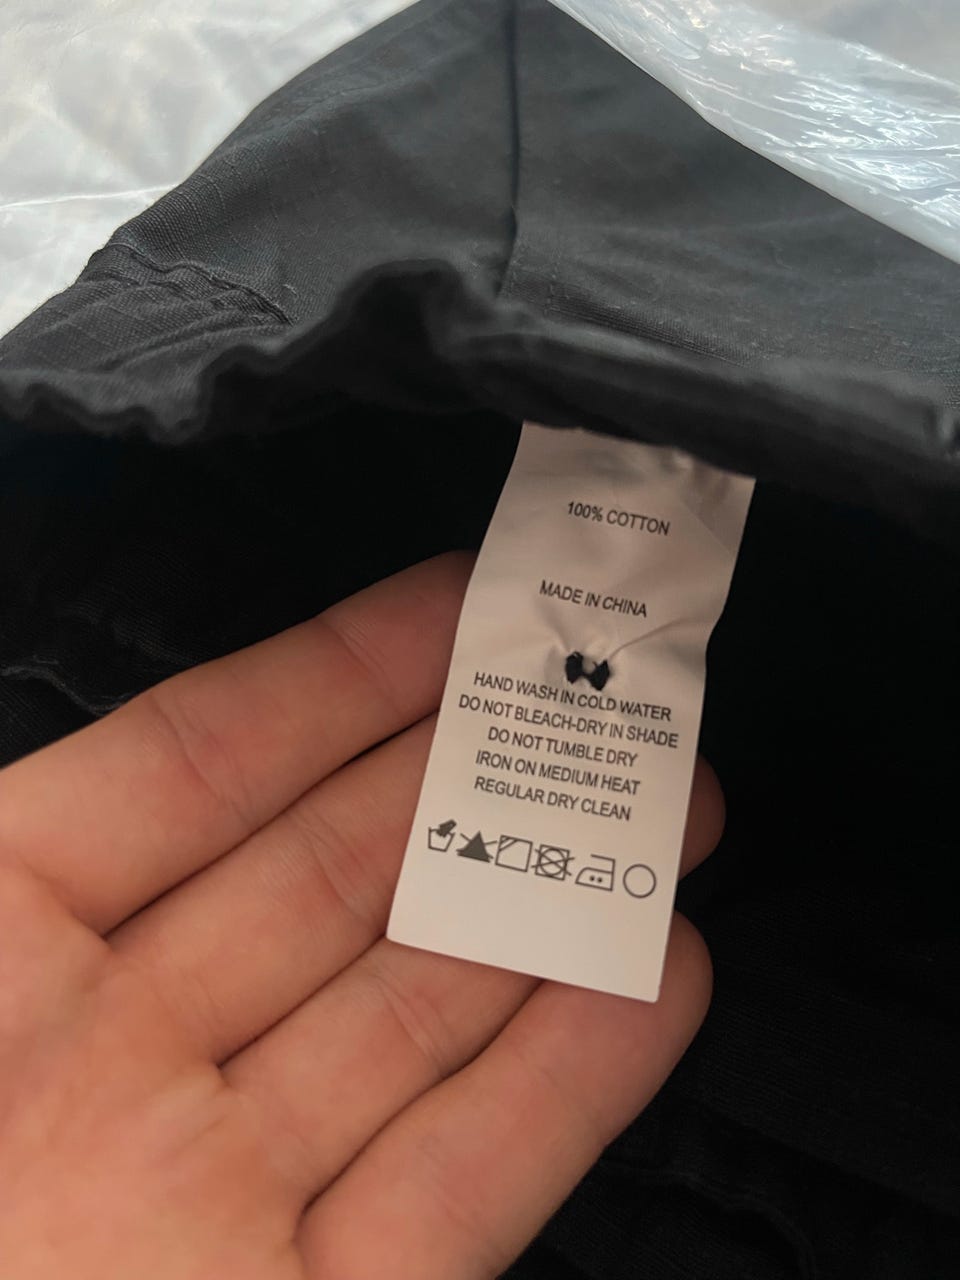 100% COTTON
MADE IN CHINA
HAND WASH IN COLD WATER
DO NOT BLEACH-DRY IN SHADE
DO NOT TUMBLE DRY
IRON ON MEDIUM HEAT
REGULAR DRY CLEAN